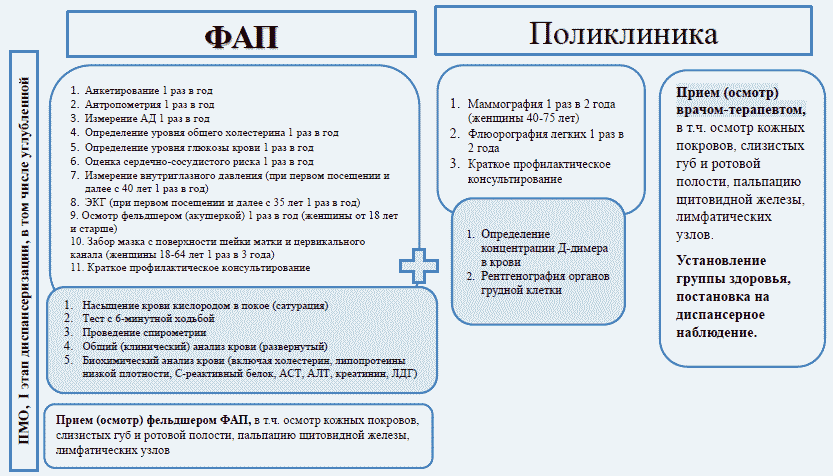 ФАП
Поликлиника
ПМО, I этап диспансеризации, в том числе углубленной
1. Анкетирование 1 раз в год
2. Антропометрия 1 раз в год
3. Измерение АД 1 раз в год
4. Определение уровня общего холестерина 1 раз в год
5. Определение уровня глюкозы крови 1 раз в год
6. Оценка сердечно-сосудистого риска 1 раз в год
7. Измерение внутриглазного давления (при первом посещении и
далее с 40 лет 1 раз в год)
8. ЭКГ (при первом посещении и далее с 35 лет 1 раз в год)
9. Осмотр фельдшером (акушеркой) 1 раз в год (женщины от 18 лет
и старше)
10. Забор мазка с поверхности шейки матки и цервикального
канала (женщины 18-64 лет 1 раз в 3 года)
11. Краткое профилактическое консультирование
1. Насыщение крови кислородом в покое (сатурация)
2. Тест с 6-минутной ходьбой
3. Проведение спирометрии
4. Общий (клинический) анализ крови (развернутый)
5. Биохимический анализ крови (включая холестерин, липопротеины
низкой плотности, С-реактивный белок, АСТ, АЛТ, креатинин, ЛДГ)
Прием (осмотр) фельдшером ФАП, в т.ч. осмотр кожных покровов,
слизистых губ и ротовой полости, пальпацию щитовидной железы,
лимфатических узлов
1. Маммография 1 раз в 2 года
(женщины 40-75 лет)
2. Флюорография легких 1 раз в
2 года
3. Краткое профилактическое
консультирование
1. Определение
концентрации Д-димера
в крови
2. Рентгенография органов
грудной клетки
Прием (осмотр)
врачом-терапевтом,
в т.ч. осмотр кожных
покровов, слизистых
губ и ротовой
полости, пальпацию
щитовидной железы,
лимфатических
узлов.
Установление
группы здоровья,
постановка на
диспансерное
наблюдение.